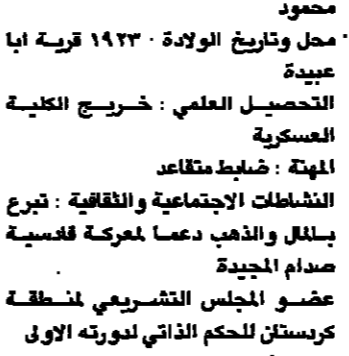 محمود
محل وتاريخ الولادة ٠ ١٩٢٣ قرية ابا
عبيدة
التحصيل العلمي : خريج الكلية
العسكرية
المهنة : ضابط متقاعد
النشاطات الاجتماعية والثقافية : تبرع
بالمال والذهب دعما لمعركة قادسية
صدام المجيدة
عضو المجلس التشريعي لمنطقة
كردستان للحكم الذاتي لدورته الاولى